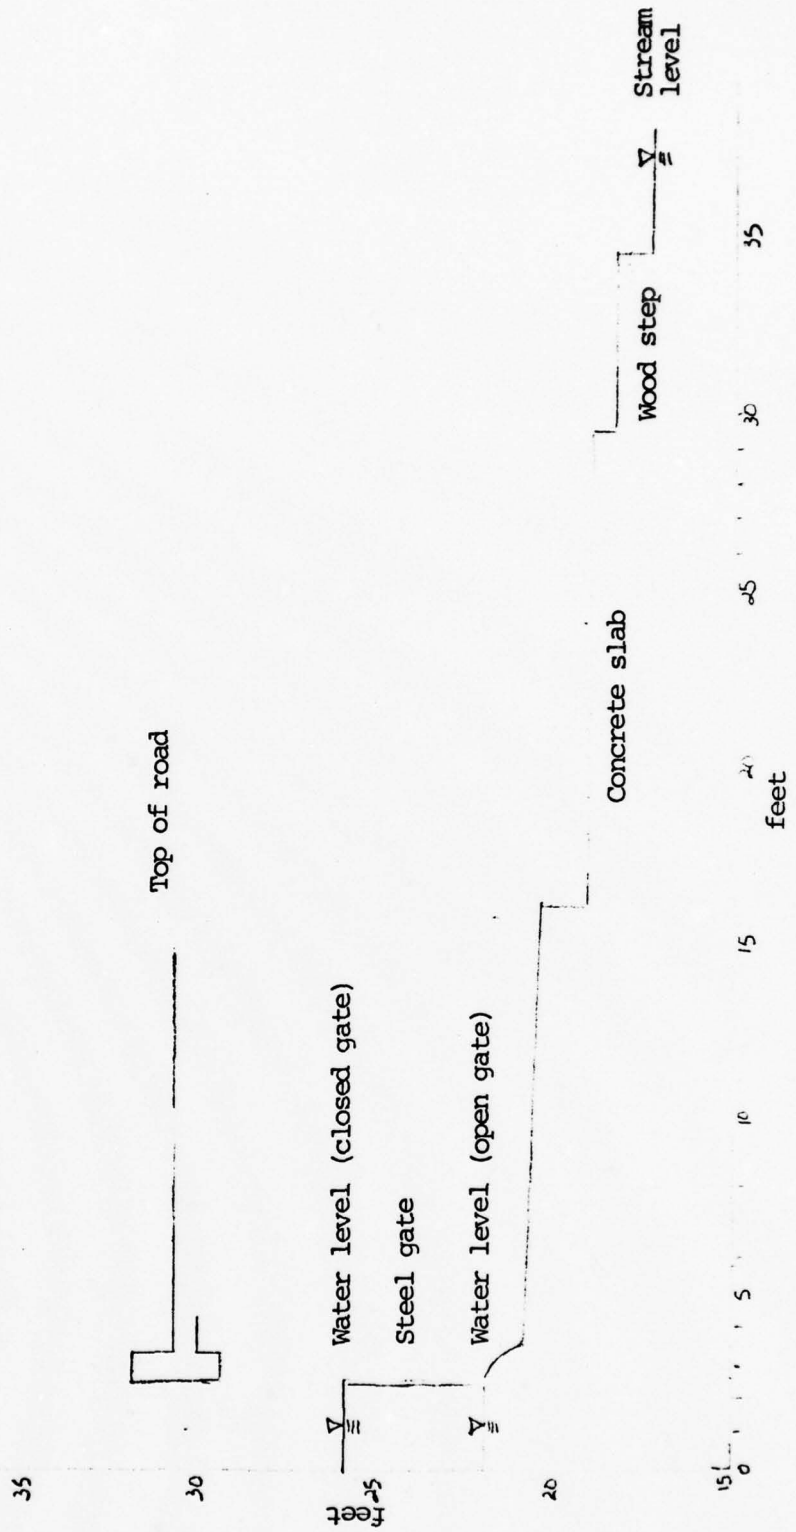 35
30
25
20
15
feet
Top of road
Water level (closed gate)
Steel gate
Water level (open gate)
Concrete slab
Wood step
Stream
level
0
5
10
15
20
25
30
35
feet